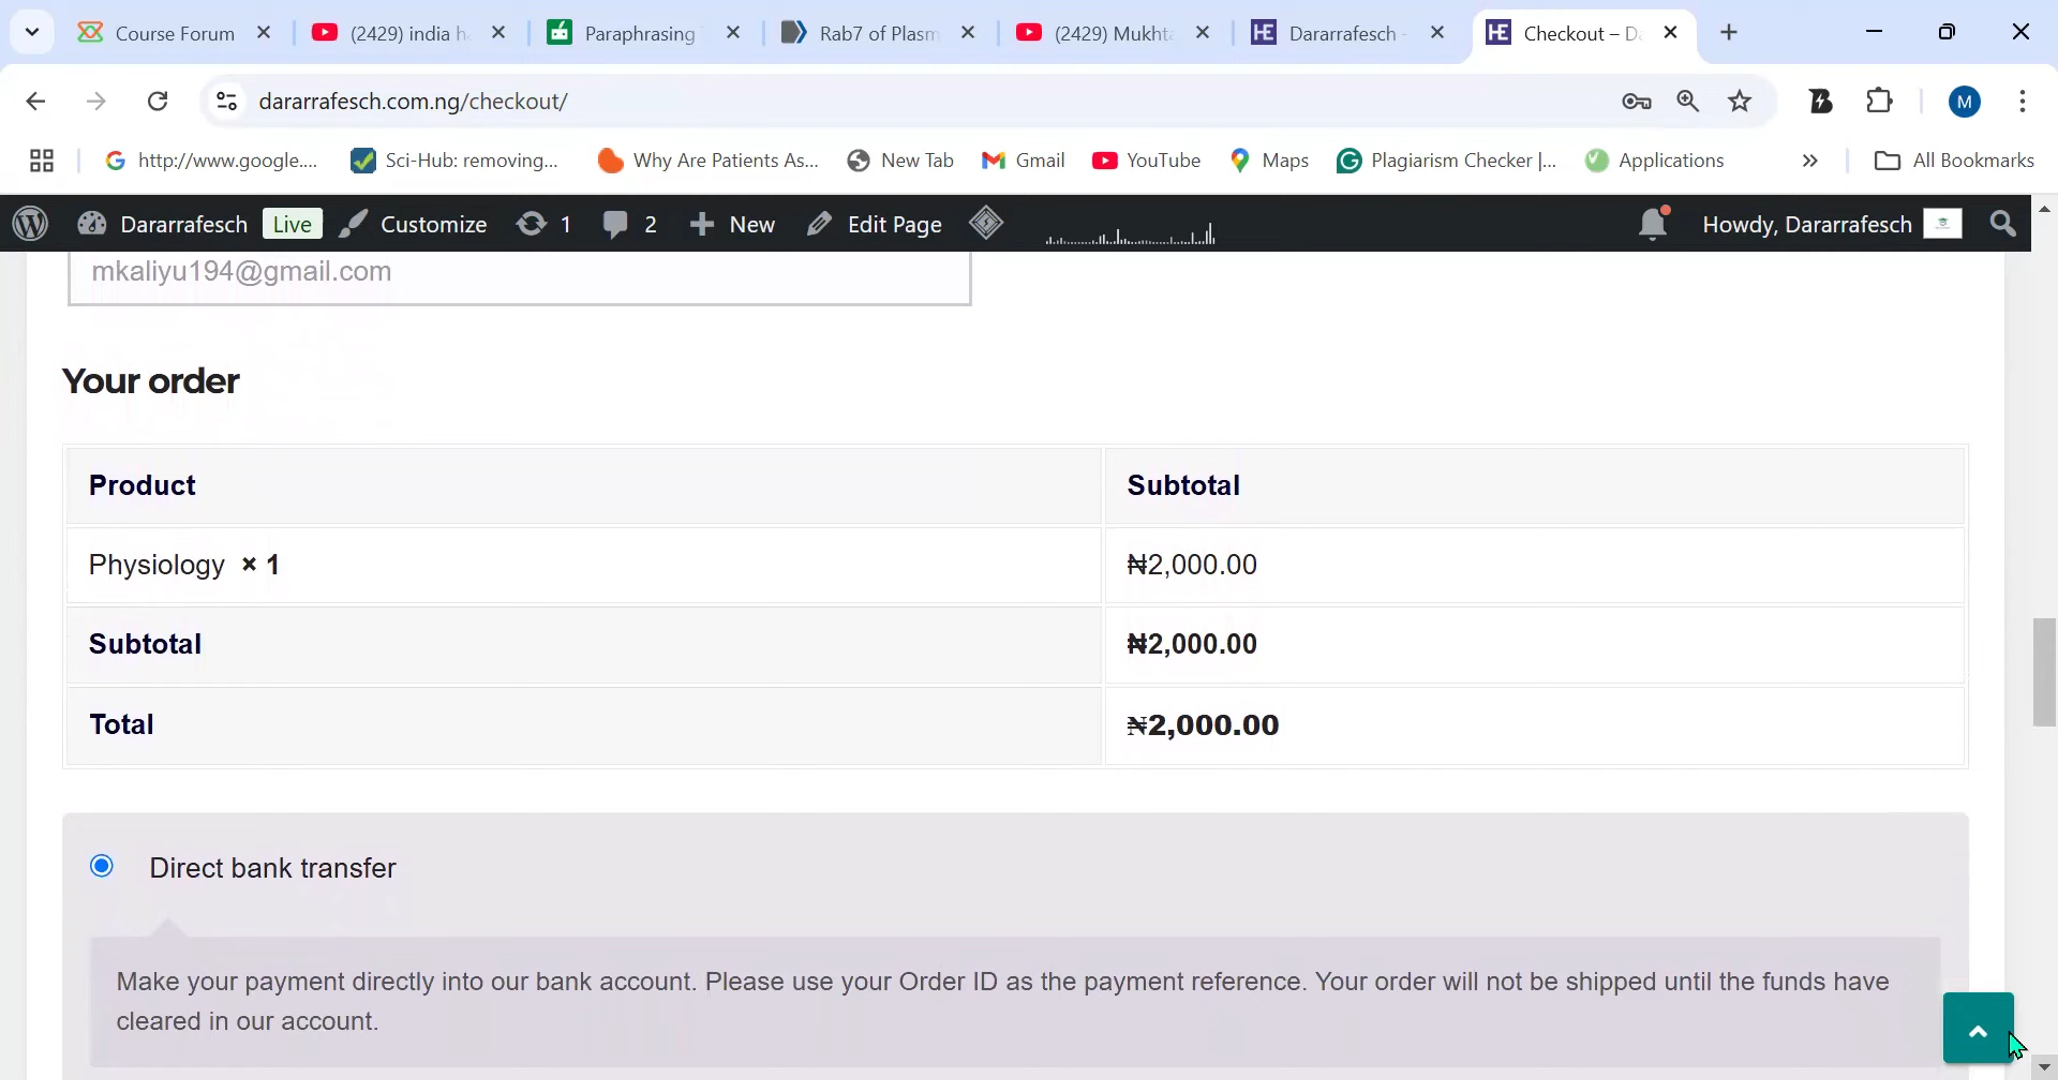 Course Forum
(2429) india h
Paraphrasing
Rab7 of Plasm
(2429) Mukhta
Dararrafesch -
Checkout – Da
dararrafesch.com.ng/checkout/
M
http://www.google....
Sci-Hub: removing...
Why Are Patients As...
New Tab
Gmail
YouTube
Maps
Plagiarism Checker |...
Applications
»
All Bookmarks
Dararrafesch
Live
Customize
1
2
New
Edit Page
Howdy, Dararrafesch
mkaliyu194@gmail.com
Your order
Product Subtotal
Physiology × 1 ₦2,000.00
Subtotal ₦2,000.00
Total ₦2,000.00
Direct bank transfer
Make your payment directly into our bank account. Please use your Order ID as the payment reference. Your order will not be shipped until the funds have
cleared in our account.